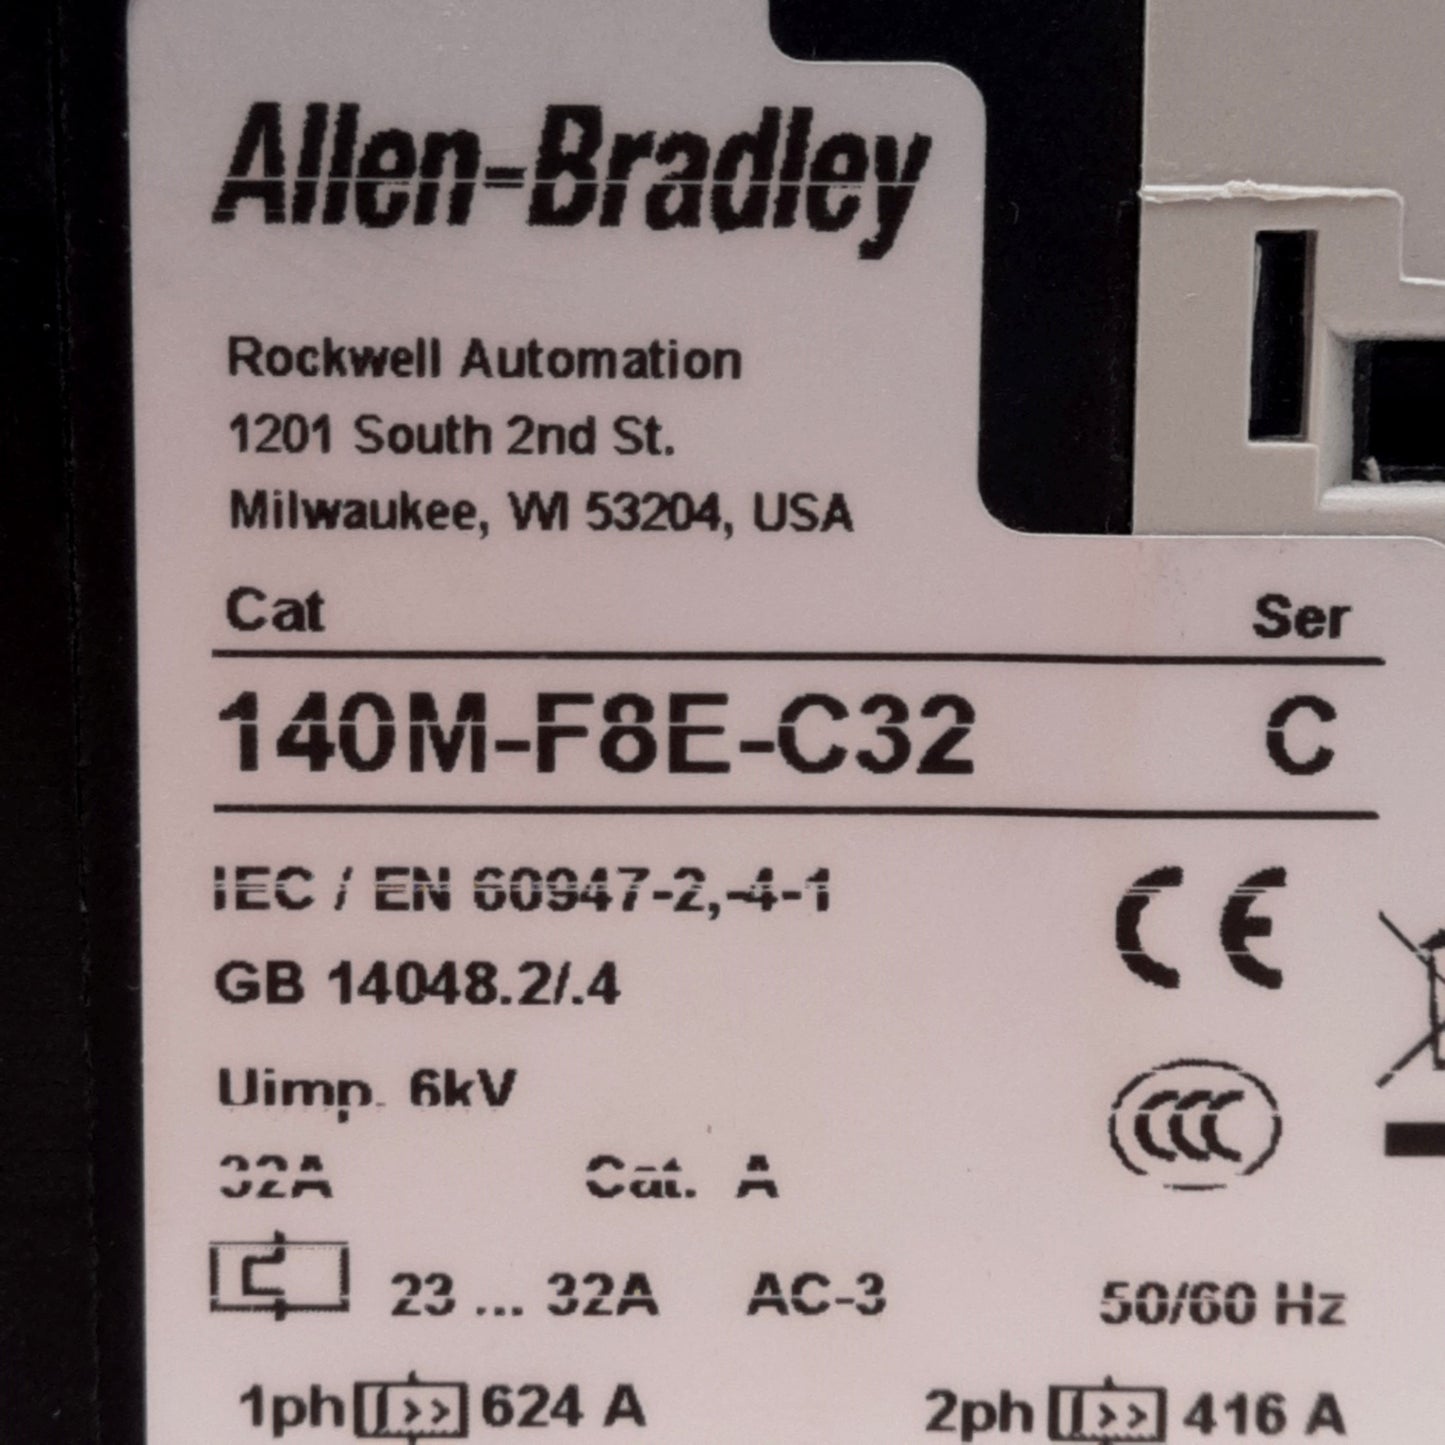 Allen-Bradley
Rockwell Automation
1201 South 2nd St.
Milwaukee, WI 53204, USA
Cat Ser
140M-F8E-C32 C
IEC / EN 60947-2,-4-1
CE
GB 14048.2/.4
Uimp. 6kV
CCC
32A Cat. A
23 ... 32A AC-3 50/60 Hz
1ph >> 624 A 2ph >> 416 A